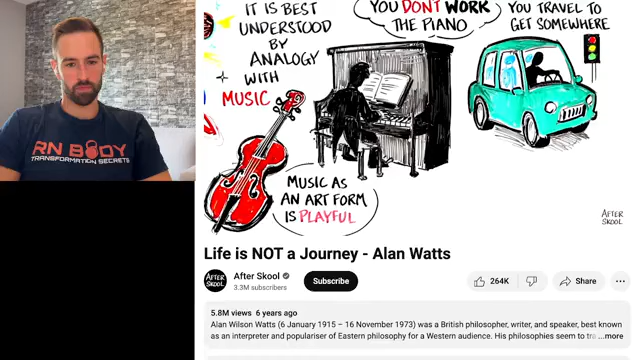 IT IS BEST
UNDERSTOOD
BY
ANALOGY
WITH
MUSIC
YOU DON'T WORK
THE PIANO
YOU TRAVEL TO
GET SOMEWHERE
MUSIC AS
AN ART FORM
IS PLAYFUL
RN BODY
TRANSFORMATION SECRETS
AFTER
SKOOL
Life is NOT a Journey - Alan Watts
AFTER
SKOOL
After Skool
3.3M subscribers
Subscribe
264K
Share
5.8M views 6 years ago
Alan Wilson Watts (6 January 1915 – 16 November 1973) was a British philosopher, writer, and speaker, best known
as an interpreter and populariser of Eastern philosophy for a Western audience. His philosophies seem to ...more